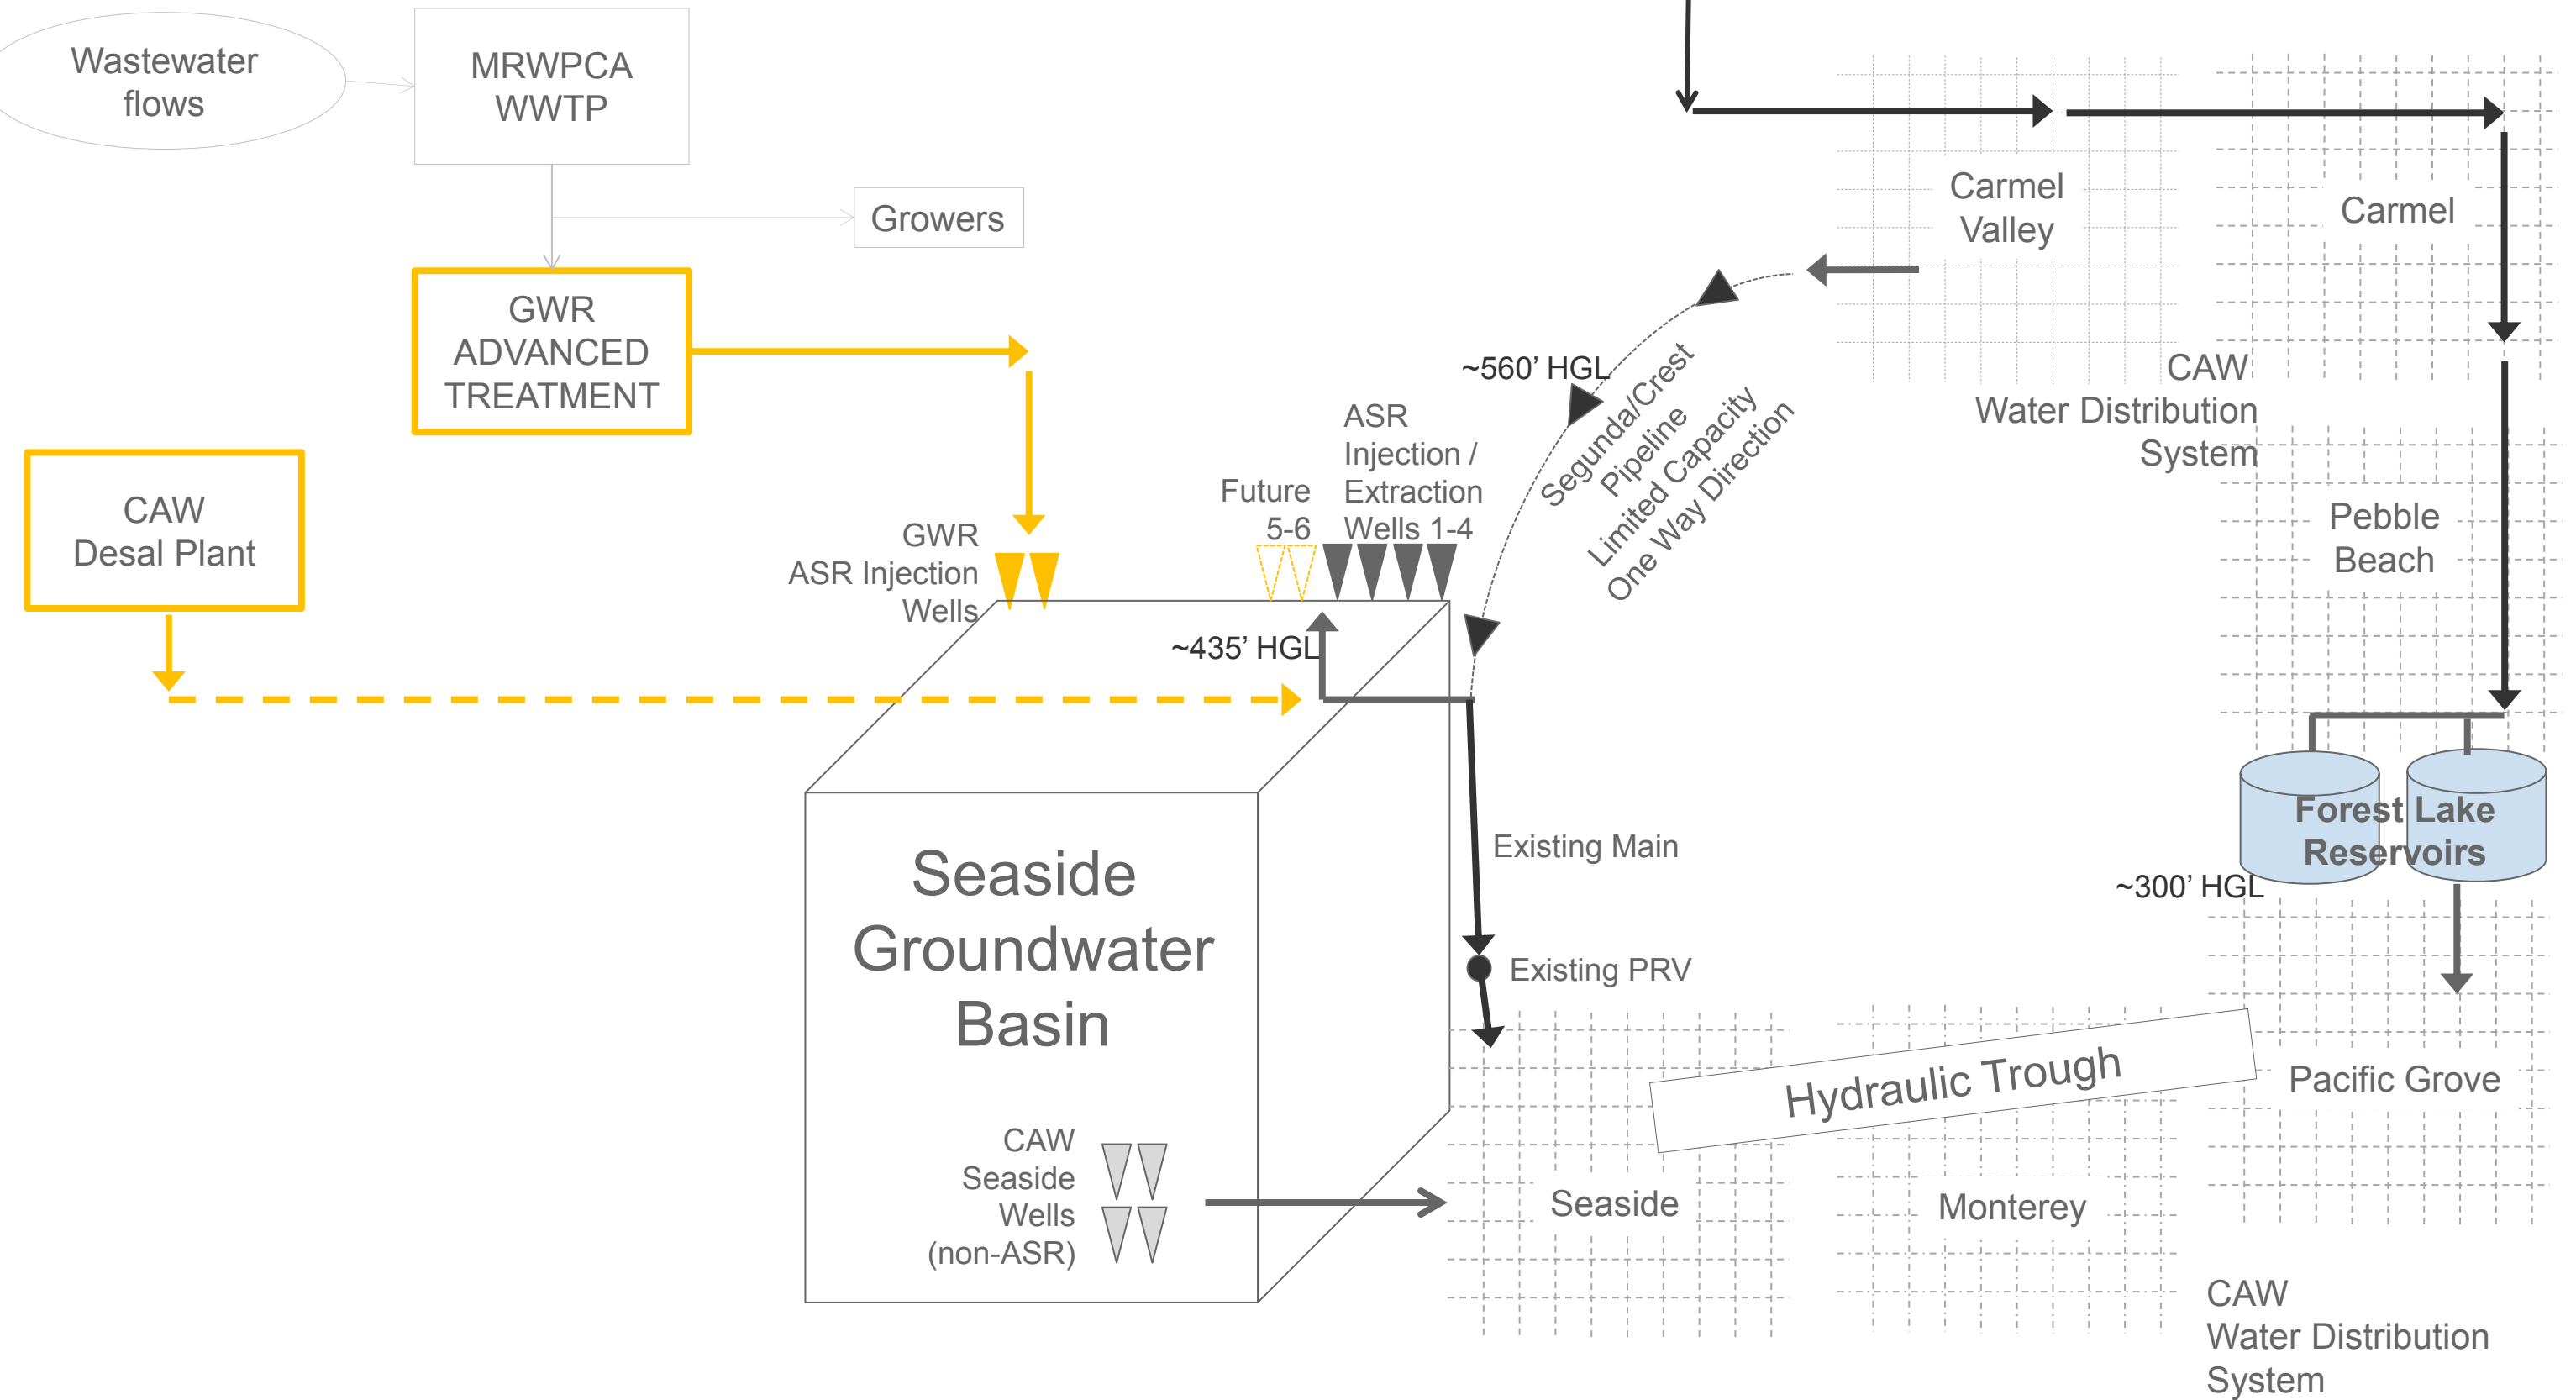 Wastewater
flows
MRWPCA
WWTP
Growers
GWR
ADVANCED
TREATMENT
CAW
Desal Plant
GWR
ASR Injection
Wells
Future
5-6
ASR
Injection /
Extraction
Wells 1-4
~435’ HGL
~560’ HGL
Segunda/Crest
Pipeline
Limited Capacity
One Way Direction
Carmel
Valley
Carmel
CAW
Water Distribution
System
Pebble
Beach
Forest Lake
Reservoirs
~300’ HGL
Existing Main
Existing PRV
Seaside
Groundwater
Basin
CAW
Seaside
Wells
(non-ASR)
Hydraulic Trough
Seaside
Monterey
Pacific Grove
CAW
Water Distribution
System